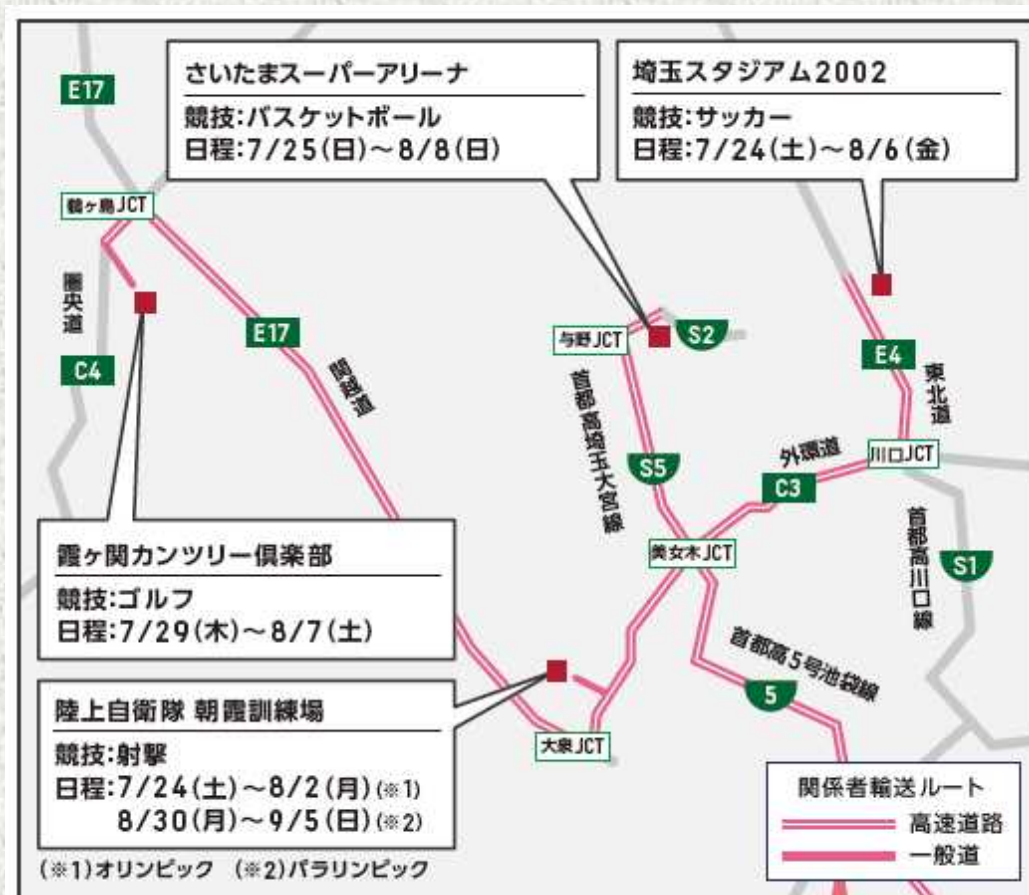 E17
さいたまスーパーアリーナ
競技:バスケットボール
日程:7/25(日)～8/8(日)
埼玉スタジアム2002
競技:サッカー
日程:7/24(土)～8/6(金)
鶴ヶ島JCT
圏央道
C4
E17
関越道
与野JCT
S2
首都高埼玉大宮線
S5
E4
東北道
川口JCT
外環道
C3
美女木JCT
首都高川口線
S1
霞ヶ関カンツリー倶楽部
競技:ゴルフ
日程:7/29(木)～8/7(土)
首都高5号池袋線
5
大泉JCT
陸上自衛隊 朝霞訓練場
競技:射撃
日程:7/24(土)～8/2(月)(※1)
8/30(月)～9/5(日)(※2)
(※1)オリンピック (※2)パラリンピック
関係者輸送ルート
高速道路
一般道